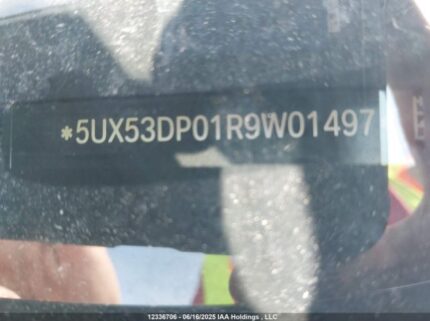 *5UX53DP01R9W01497
12336706 - 06/16/2025 IAA Holdings , LLC